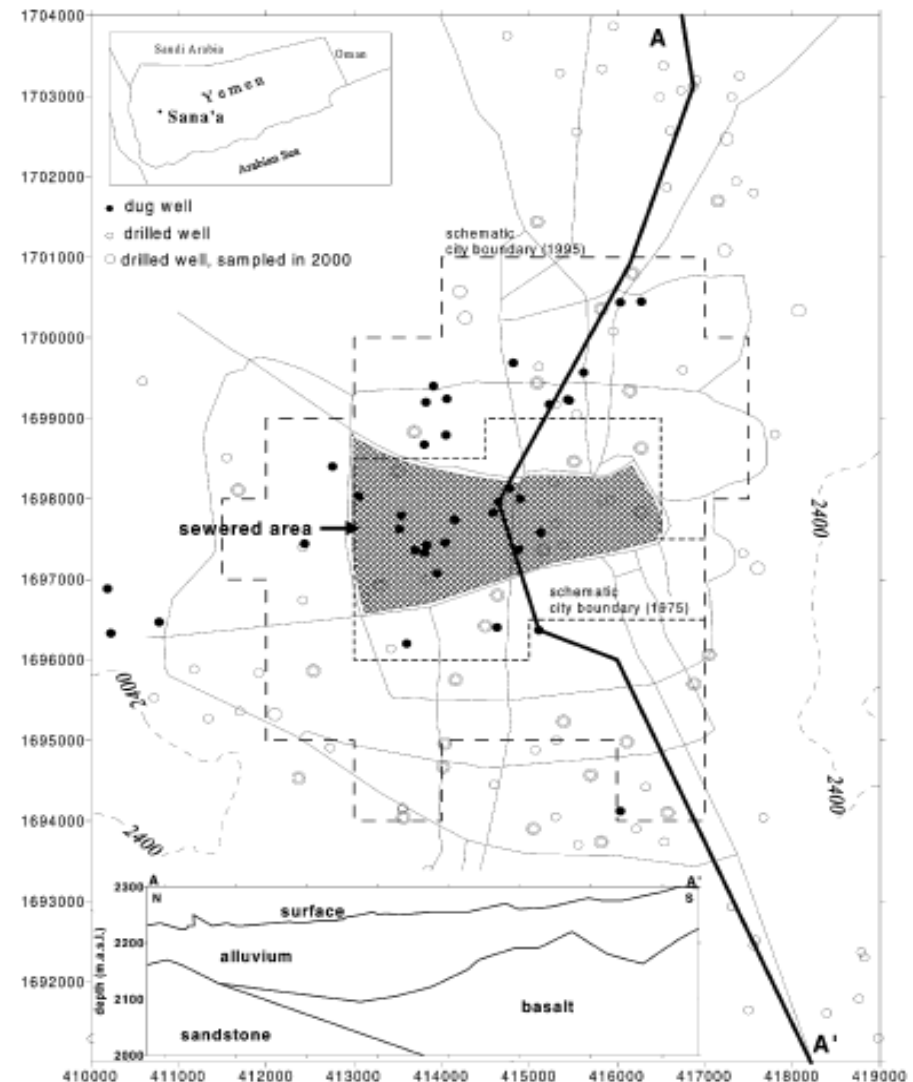 1704000
1703000
1702000
1701000
1700000
1699000
1698000
1697000
1696000
1695000
1694000
1693000
1692000
Saudi Arabia
Oman
Yemen
Sana'a
Arabian Sea
dug well
drilled well
drilled well, sampled in 2000
A
schematic
city boundary (1995)
sewered area
schematic
city boundary (1975)
2400
2400
2400
2400
A
N
A'
S
2300
2200
2100
2000
depth (m.a.s.l.)
surface
alluvium
basalt
sandstone
A'
410000 411000 412000 413000 414000 415000 416000 417000 418000 419000